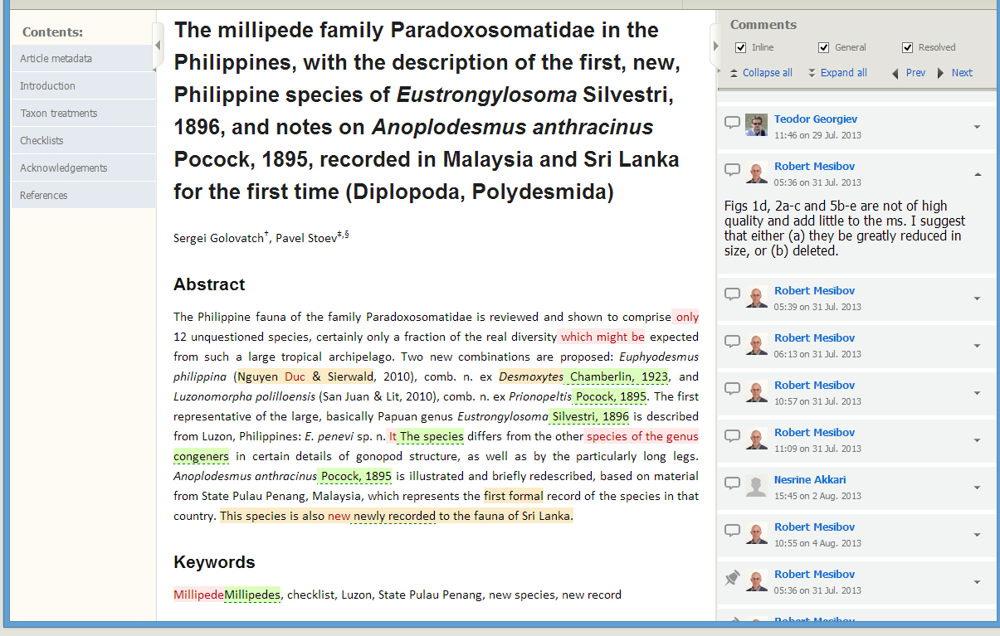 Contents:
Article metadata
Introduction
Taxon treatments
Checklists
Acknowledgements
References
The millipede family Paradoxosomatidae in the
Philippines, with the description of the first, new,
Philippine species of Eustrongylosoma Silvestri,
1896, and notes on Anoplodesmus anthracinus
Pocock, 1895, recorded in Malaysia and Sri Lanka
for the first time (Diplopoda, Polydesmida)
Sergei Golovatch†, Pavel Stoev‡,§
Abstract
The Philippine fauna of the family Paradoxosomatidae is reviewed and shown to comprise only
12 unquestioned species, certainly only a fraction of the real diversity which might be expected
from such a large tropical archipelago. Two new combinations are proposed: Euphyodesmus
philippina (Nguyen Duc & Sierwald, 2010), comb. n. ex Desmoxytes Chamberlin, 1923, and
Luzonomorpha polilloensis (San Juan & Lit, 2010), comb. n. ex Prionopeltis Pocock, 1895. The first
representative of the large, basically Papuan genus Eustrongylosoma Silvestri, 1896 is described
from Luzon, Philippines: E. penevi sp. n. It The species differs from the other species of the genus
congeners in certain details of gonopod structure, as well as by the particularly long legs.
Anoplodesmus anthracinus Pocock, 1895 is illustrated and briefly redescribed, based on material
from State Pulau Penang, Malaysia, which represents the first formal record of the species in that
country. This species is also new newly recorded to the fauna of Sri Lanka.
Keywords
MillipedeMillipedes, checklist, Luzon, State Pulau Penang, new species, new record
Comments
Inline General Resolved
Collapse all Expand all Prev Next
Teodor Georgiev
11:46 on 29 Jul. 2013
Robert Mesibov
05:36 on 31 Jul. 2013
Figs 1d, 2a-c and 5b-e are not of high
quality and add little to the ms. I suggest
that either (a) they be greatly reduced in
size, or (b) deleted.
Robert Mesibov
05:39 on 31 Jul. 2013
Robert Mesibov
06:13 on 31 Jul. 2013
Robert Mesibov
10:57 on 31 Jul. 2013
Robert Mesibov
11:09 on 31 Jul. 2013
Nesrine Akkari
15:45 on 2 Aug. 2013
Robert Mesibov
10:55 on 4 Aug. 2013
Robert Mesibov
05:36 on 31 Jul. 2013
Robert Mesibov